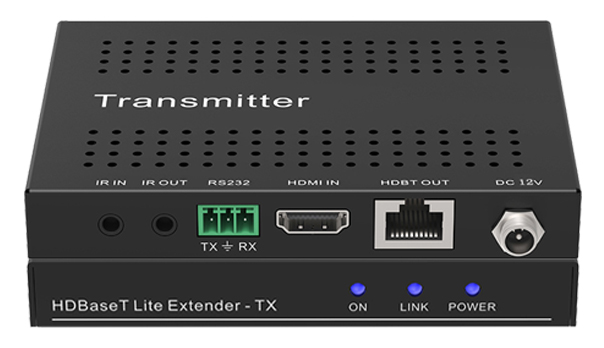 Transmitter
IR IN IR OUT RS232 HDMI IN HDBT OUT DC 12V
TX ⏚ RX
HDBaseT Lite Extender - TX
ON LINK POWER